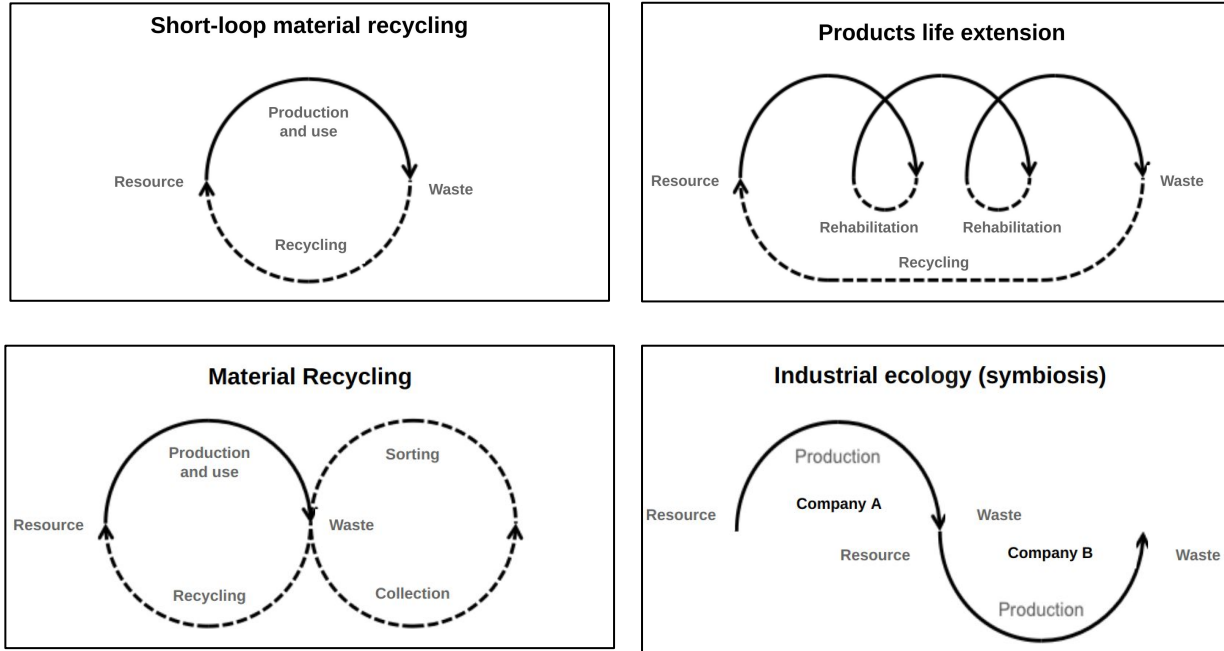 Short-loop material recycling
Production
and use
Resource
Waste
Recycling
Products life extension
Resource
Waste
Rehabilitation
Rehabilitation
Recycling
Material Recycling
Production
and use
Sorting
Resource
Waste
Recycling
Collection
Industrial ecology (symbiosis)
Production
Company A
Resource
Waste
Resource
Company B
Waste
Production